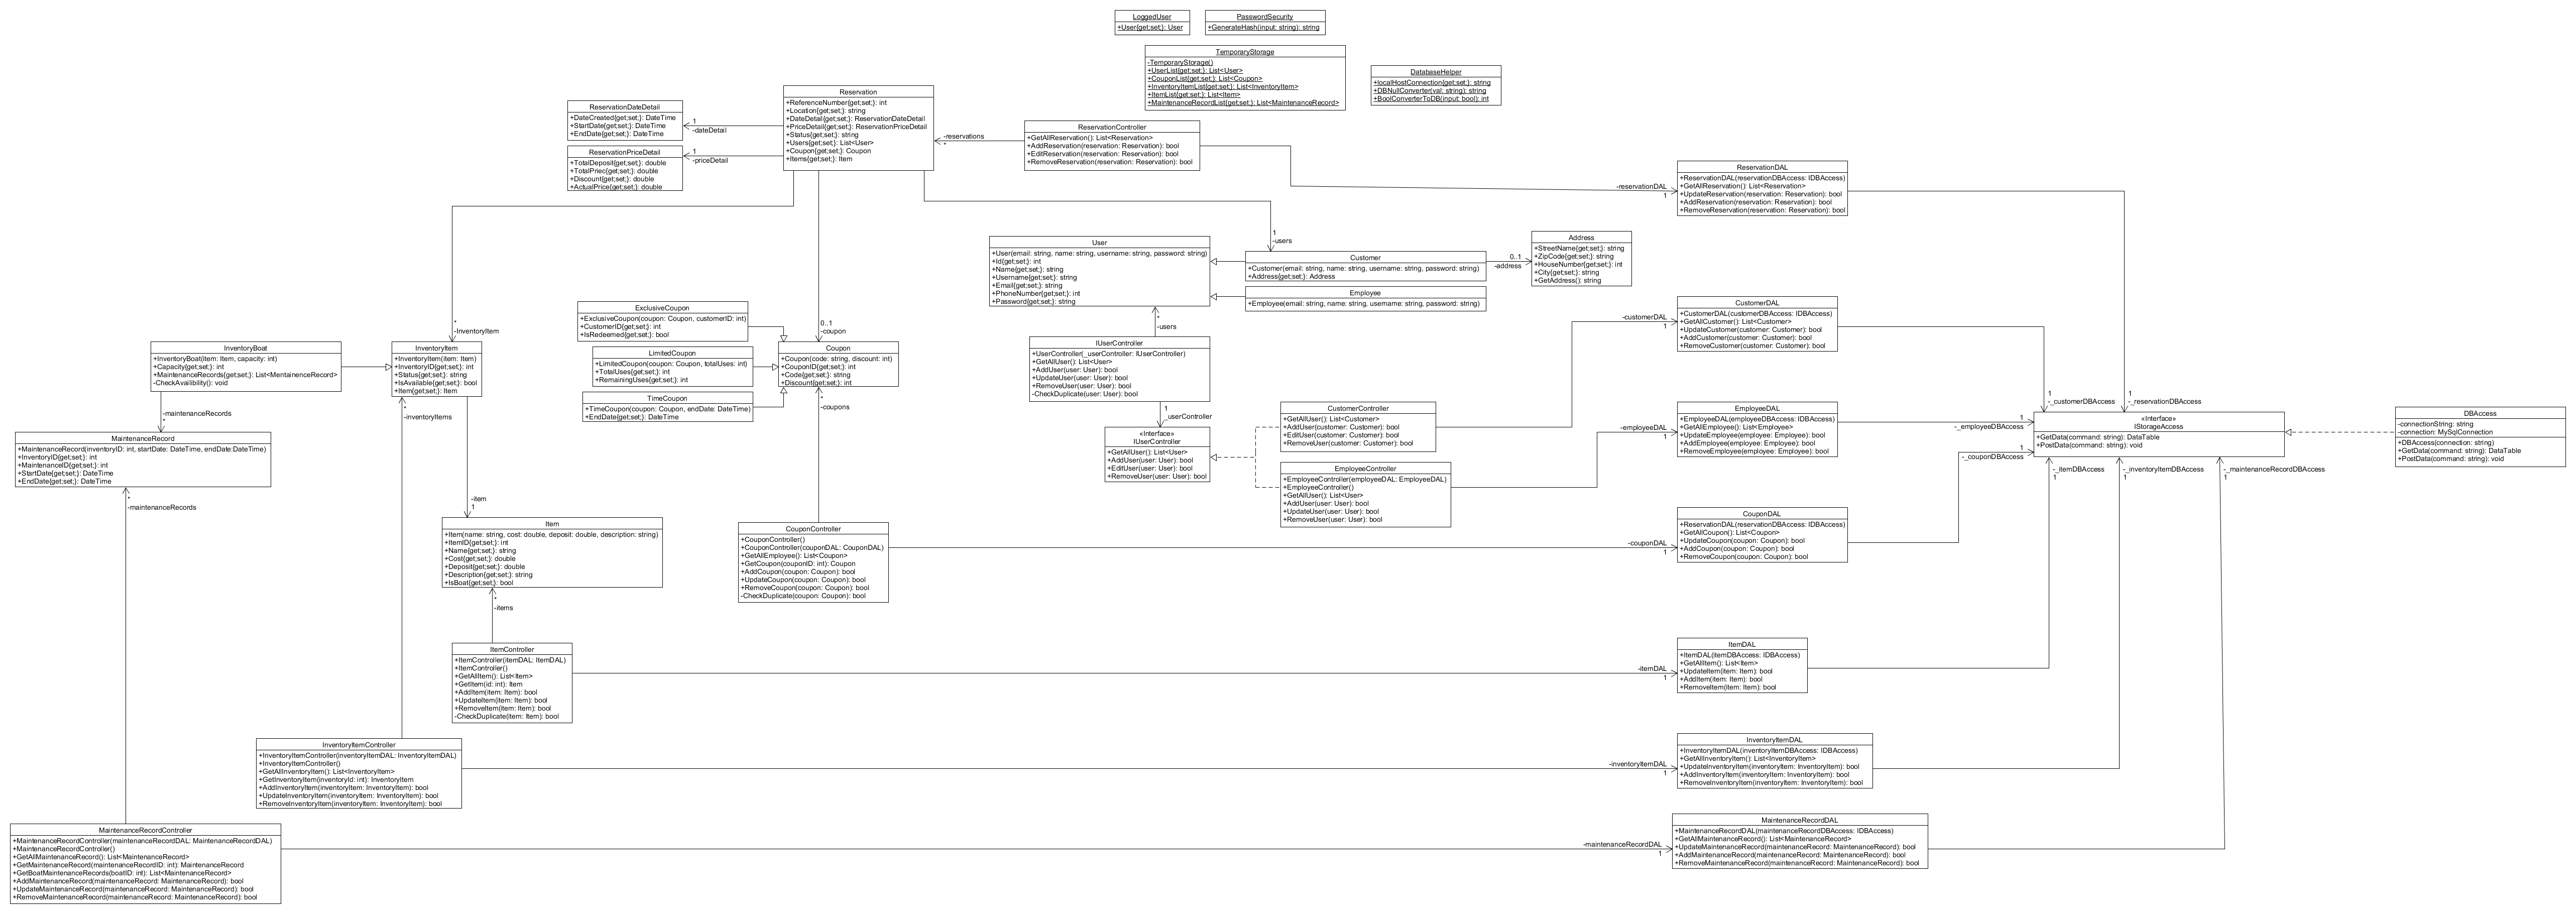 LoggedUser
+User{get;set;}: User
PasswordSecurity
+GenerateHash(input: string): string
TemporaryStorage
-TemporaryStorage()
+UserList{get;set;}: List<User>
+CouponList{get;set;}: List<Coupon>
+InventoryItemList{get;set;}: List<InventoryItem>
+ItemList{get;set;}: List<Item>
+MaintenanceRecordList{get;set;}: List<MaintenanceRecord>
DatabaseHelper
+localHostConnection{get;set;}: string
+DBNullConverter(val: string): string
+BoolConverterToDB(input: bool): int
ReservationDateDetail
+DateCreated{get;set;}: DateTime
+StartDate{get;set;}: DateTime
+EndDate{get;set;}: DateTime
1
-dateDetail
ReservationPriceDetail
+TotalDeposit{get;set;}: double
+TotalPriec{get;set;}: double
+Discount{get;set;}: double
+ActualPrice{get;set;}: double
1
-priceDetail
Reservation
+ReferenceNumber{get;set;}: int
+Location{get;set;}: string
+DateDetail{get;set;}: ReservationDateDetail
+PriceDetail{get;set;}: ReservationPriceDetail
+Status{get;set;}: string
+Users{get;set;}: List<User>
+Coupon{get;set;}: Coupon
+Items{get;set;}: Item
-reservations
*
ReservationController
+GetAllReservation(): List<Reservation>
+AddReservation(reservation: Reservation): bool
+EditReservation(reservation: Reservation): bool
+RemoveReservation(reservation: Reservation): bool
-reservationDAL
1
ReservationDAL
+ReservationDAL(reservationDBAccess: IDBAccess)
+GetAllReservation(): List<Reservation>
+UpdateReservation(reservation: Reservation): bool
+AddReservation(reservation: Reservation): bool
+RemoveReservation(reservation: Reservation): bool
User
+User(email: string, name: string, username: string, password: string)
+Id{get;set;}: int
+Name{get;set;}: string
+Username{get;set;}: string
+Email{get;set;}: string
+PhoneNumber{get;set;}: int
+Password{get;set;}: string
1
-users
Customer
+Customer(email: string, name: string, username: string, password: string)
+Address{get;set;}: Address
0..1
-address
Address
+StreetName{get;set;}: string
+ZipCode{get;set;}: string
+HouseNumber{get;set;}: int
+City{get;set;}: string
+GetAddress(): string
Employee
+Employee(email: string, name: string, username: string, password: string)
*
-users
IUserController
+UserController(_userController: IUserController)
+GetAllUser(): List<User>
+AddUser(user: User): bool
+UpdateUser(user: User): bool
+RemoveUser(user: User): bool
-CheckDuplicate(user: User): bool
1
_userController
«Interface»
IUserController
+GetAllUser(): List<User>
+AddUser(user: User): bool
+EditUser(user: User): bool
+RemoveUser(user: User): bool
CustomerController
+GetAllUser(): List<Customer>
+AddUser(customer: Customer): bool
+EditUser(customer: Customer): bool
+RemoveUser(customer: Customer): bool
EmployeeController
+EmployeeController(employeeDAL: EmployeeDAL)
+EmployeeController()
+GetAllUser(): List<User>
+AddUser(user: User): bool
+UpdateUser(user: User): bool
+RemoveUser(user: User): bool
-customerDAL
1
CustomerDAL
+CustomerDAL(customerDBAccess: IDBAccess)
+GetAllCustomer(): List<Customer>
+UpdateCustomer(customer: Customer): bool
+AddCustomer(customer: Customer): bool
+RemoveCustomer(customer: Customer): bool
-employeeDAL
1
EmployeeDAL
+EmployeeDAL(employeeDBAccess: IDBAccess)
+GetAllEmployee(): List<Employee>
+UpdateEmployee(employee: Employee): bool
+AddEmployee(employee: Employee): bool
+RemoveEmployee(employee: Employee): bool
1
-_customerDBAccess
1
-_reservationDBAccess
1
-_employeeDBAccess
1
-_couponDBAccess
«Interface»
IStorageAccess
+GetData(command: string): DataTable
+PostData(command: string): void
DBAccess
-connectionString: string
-connection: MySqlConnection
+DBAccess(connection: string)
+GetData(command: string): DataTable
+PostData(command: string): void
-_itemDBAccess
1
-_inventoryItemDBAccess
1
-_maintenanceRecordDBAccess
1
ExclusiveCoupon
+ExclusiveCoupon(coupon: Coupon, customerID: int)
+CustomerID{get;set;}: int
+IsRedeemed{get;set;}: bool
LimitedCoupon
+LimitedCoupon(coupon: Coupon, totalUses: int)
+TotalUses{get;set;}: int
+RemainingUses{get;set;}: int
TimeCoupon
+TimeCoupon(coupon: Coupon, endDate: DateTime)
+EndDate{get;set;}: DateTime
0..1
-coupon
Coupon
+Coupon(code: string, discount: int)
+CouponID{get;set;}: int
+Code{get;set;}: string
+Discount{get;set;}: int
*
-coupons
*
-InventoryItem
InventoryBoat
+InventoryBoat(item: Item, capacity: int)
+Capacity{get;set;}: int
+MaintenanceRecords{get;set;}: List<MentainenceRecord>
-CheckAvailibility(): void
InventoryItem
+InventoryItem(item: Item)
+InventoryID{get;set;}: int
+Status{get;set;}: string
+IsAvailable{get;set;}: bool
+Item{get;set;}: Item
-maintenanceRecords
*
*
-inventoryItems
MaintenanceRecord
+MaintenanceRecord(inventoryID: int, startDate: DateTime, endDate:DateTime)
+InventoryID{get;set;}: int
+MaintenanceID{get;set;}: int
+StartDate{get;set;}: DateTime
+EndDate{get;set;}: DateTime
*
-maintenanceRecords
-item
1
Item
+Item(name: string, cost: double, deposit: double, description: string)
+ItemID{get;set;}: int
+Name{get;set;}: string
+Cost{get;set;}: double
+Deposit{get;set;}: double
+Description{get;set;}: string
+IsBoat{get;set;}: bool
*
-items
CouponController
+CouponController()
+CouponController(couponDAL: CouponDAL)
+GetAllEmployee(): List<Coupon>
+GetCoupon(couponID: int): Coupon
+AddCoupon(coupon: Coupon): bool
+UpdateCoupon(coupon: Coupon): bool
+RemoveCoupon(coupon: Coupon): bool
-CheckDuplicate(coupon: Coupon): bool
-couponDAL
1
CouponDAL
+ReservationDAL(reservationDBAccess: IDBAccess)
+GetAllCoupon(): List<Coupon>
+UpdateCoupon(coupon: Coupon): bool
+AddCoupon(coupon: Coupon): bool
+RemoveCoupon(coupon: Coupon): bool
ItemController
+ItemController(itemDAL: ItemDAL)
+ItemController()
+GetAllItem(): List<Item>
+GetItem(id: int): Item
+AddItem(item: Item): bool
+UpdateItem(item: Item): bool
+RemoveItem(item: Item): bool
-CheckDuplicate(item: Item): bool
-itemDAL
1
ItemDAL
+ItemDAL(itemDBAccess: IDBAccess)
+GetAllItem(): List<Item>
+UpdateItem(item: Item): bool
+AddItem(item: Item): bool
+RemoveItem(item: Item): bool
InventoryItemController
+InventoryItemController(inventoryItemDAL: InventoryItemDAL)
+InventoryItemController()
+GetAllInventoryItem(): List<InventoryItem>
+GetInventoryItem(inventoryId: int): InventoryItem
+AddInventoryItem(inventoryItem: InventoryItem): bool
+UpdateInventoryItem(inventoryItem: InventoryItem): bool
+RemoveInventoryItem(inventoryItem: InventoryItem): bool
-inventoryItemDAL
1
InventoryItemDAL
+InventoryItemDAL(inventoryItemDBAccess: IDBAccess)
+GetAllInventoryItem(): List<InventoryItem>
+UpdateInventoryItem(inventoryItem: InventoryItem): bool
+AddInventoryItem(inventoryItem: InventoryItem): bool
+RemoveInventoryItem(inventoryItem: InventoryItem): bool
MaintenanceRecordController
+MaintenanceRecordController(maintenanceRecordDAL: MaintenanceRecordDAL)
+MaintenanceRecordController()
+GetAllMaintenanceRecord(): List<MaintenanceRecord>
+GetMaintenanceRecord(maintenanceRecordID: int): MaintenanceRecord
+GetBoatMaintenanceRecords(boatID: int): List<MaintenanceRecord>
+AddMaintenanceRecord(maintenanceRecord: MaintenanceRecord): bool
+UpdateMaintenanceRecord(maintenanceRecord: MaintenanceRecord): bool
+RemoveMaintenanceRecord(maintenanceRecord: MaintenanceRecord): bool
-maintenanceRecordDAL
1
MaintenanceRecordDAL
+MaintenanceRecordDAL(maintenanceRecordDBAccess: IDBAccess)
+GetAllMaintenanceRecord(): List<MaintenanceRecord>
+UpdateMaintenanceRecord(maintenanceRecord: MaintenanceRecord): bool
+AddMaintenanceRecord(maintenanceRecord: MaintenanceRecord): bool
+RemoveMaintenanceRecord(maintenanceRecord: MaintenanceRecord): bool